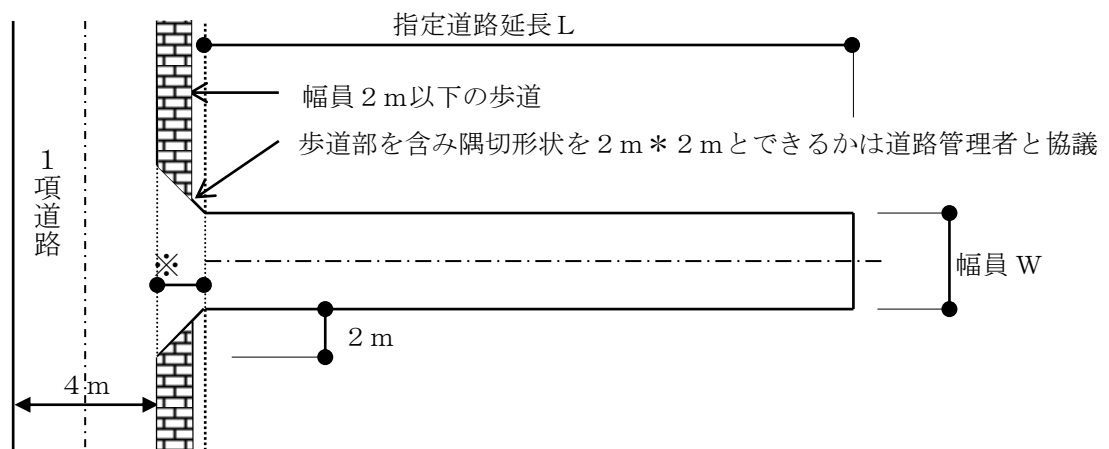 指定道路延長Ｌ
幅員２ｍ以下の歩道
歩道部を含み隅切形状を２ｍ＊２ｍとできるかは道路管理者と協議
１項道路
※
幅員Ｗ
２ｍ
４ｍ